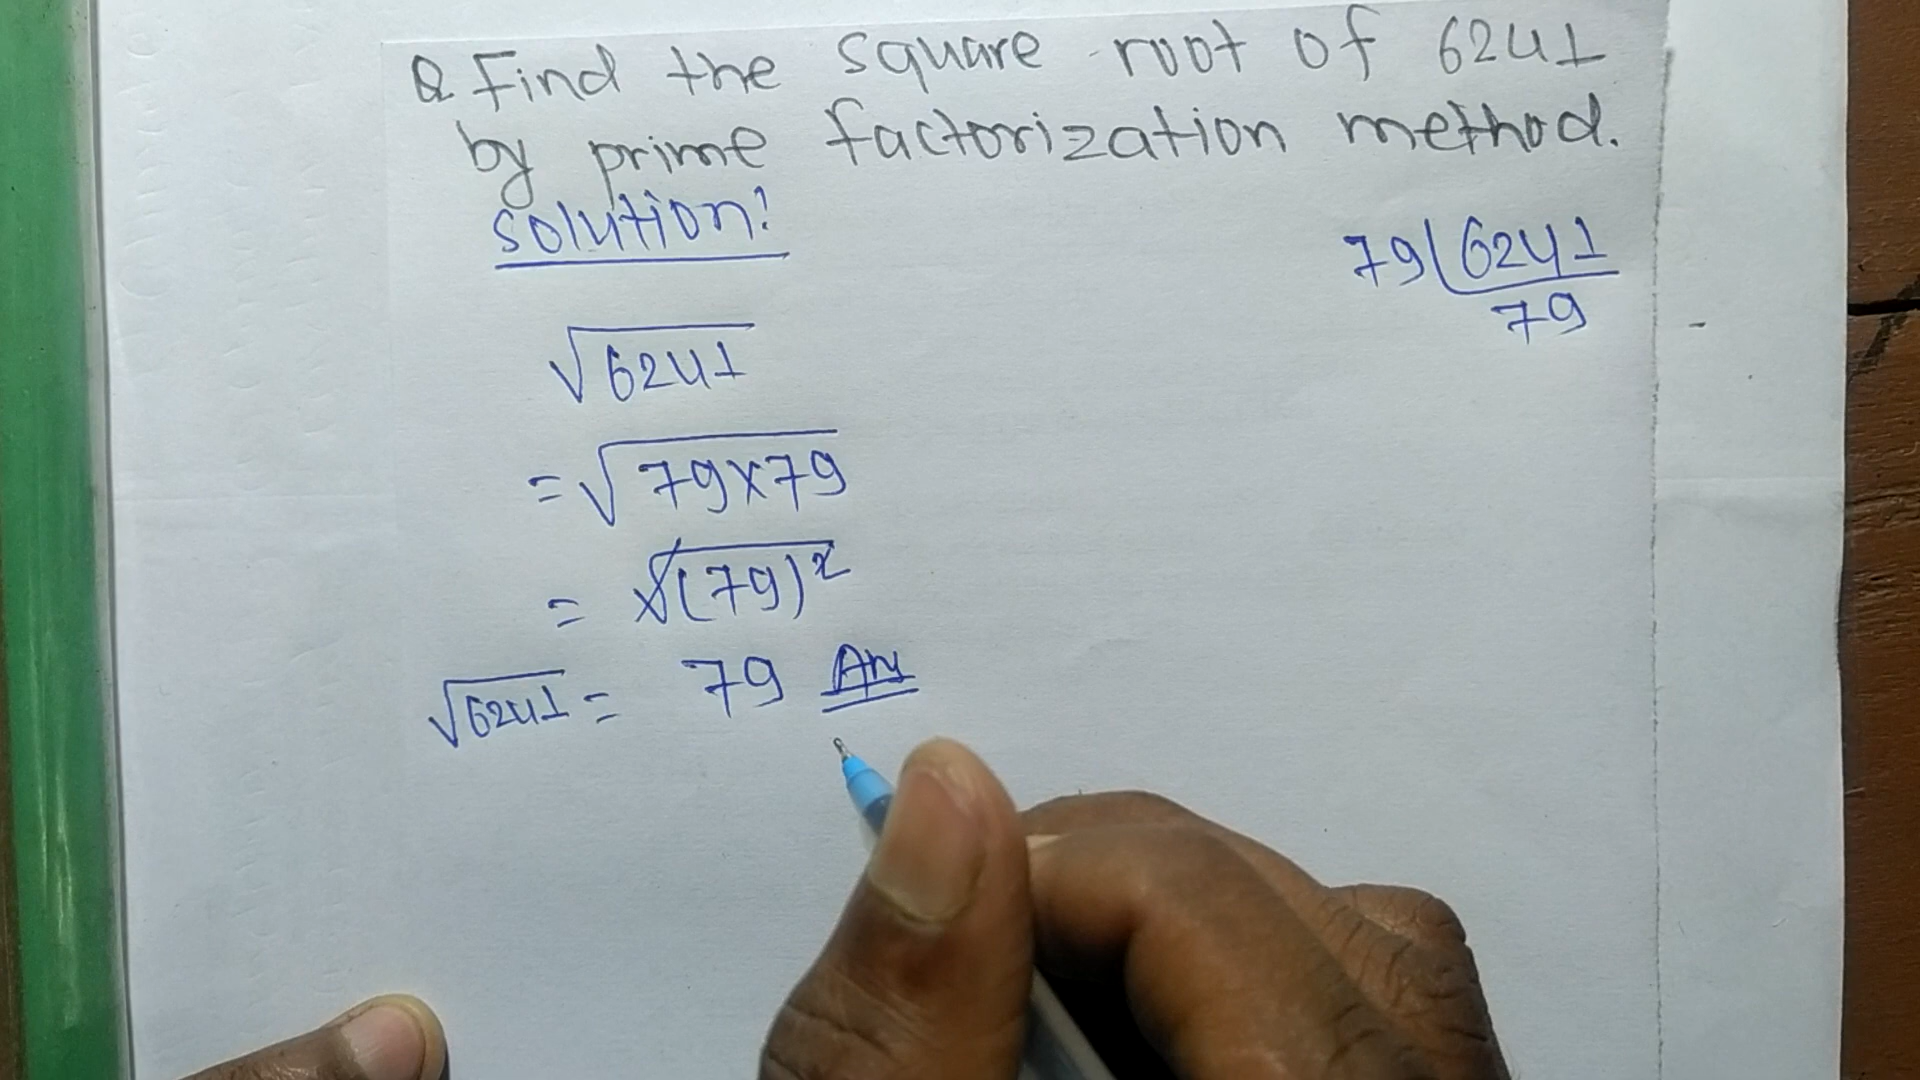 Q Find the square root of 6241
by prime factorization method.
solution:
79(6241
79
√6241
= √79×79
= √(79)²
√6241 = 79 Ans